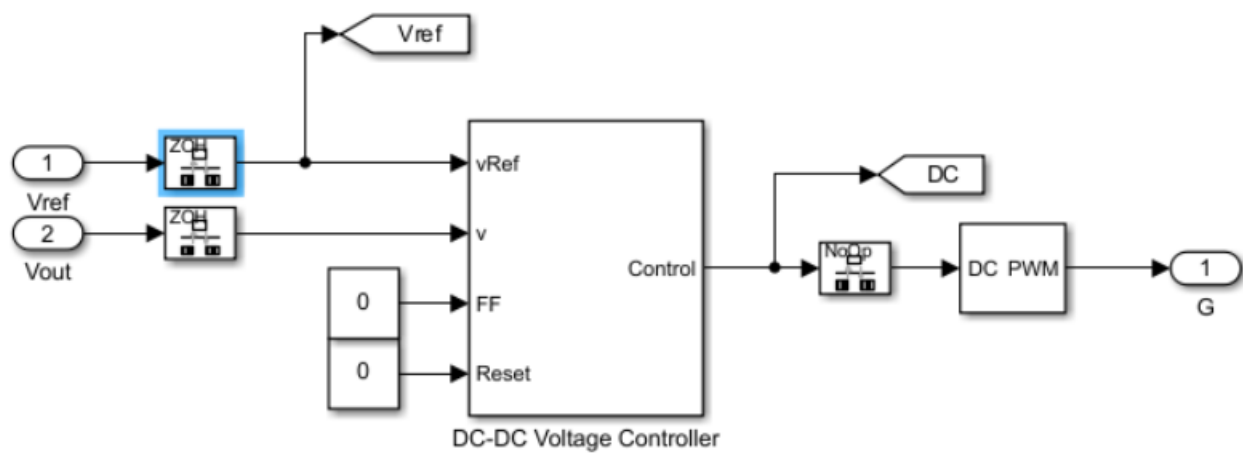 Vref
1
ZOH
vRef
Vref
2
ZOH
v
Vout
DC
Control
NoOp
DC PWM
1
G
0
FF
0
Reset
DC-DC Voltage Controller